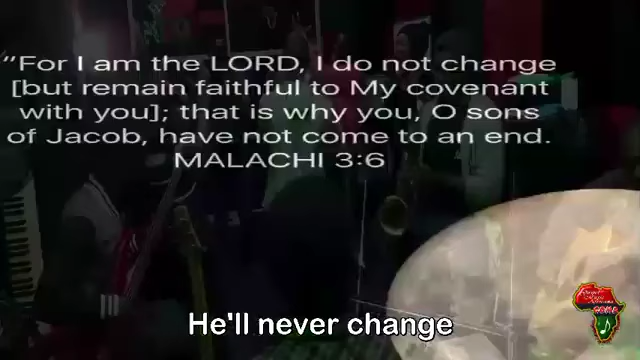 “For I am the LORD, I do not change
[but remain faithful to My covenant
with you]; that is why you, O sons
of Jacob, have not come to an end.
MALACHI 3:6
He'll never change